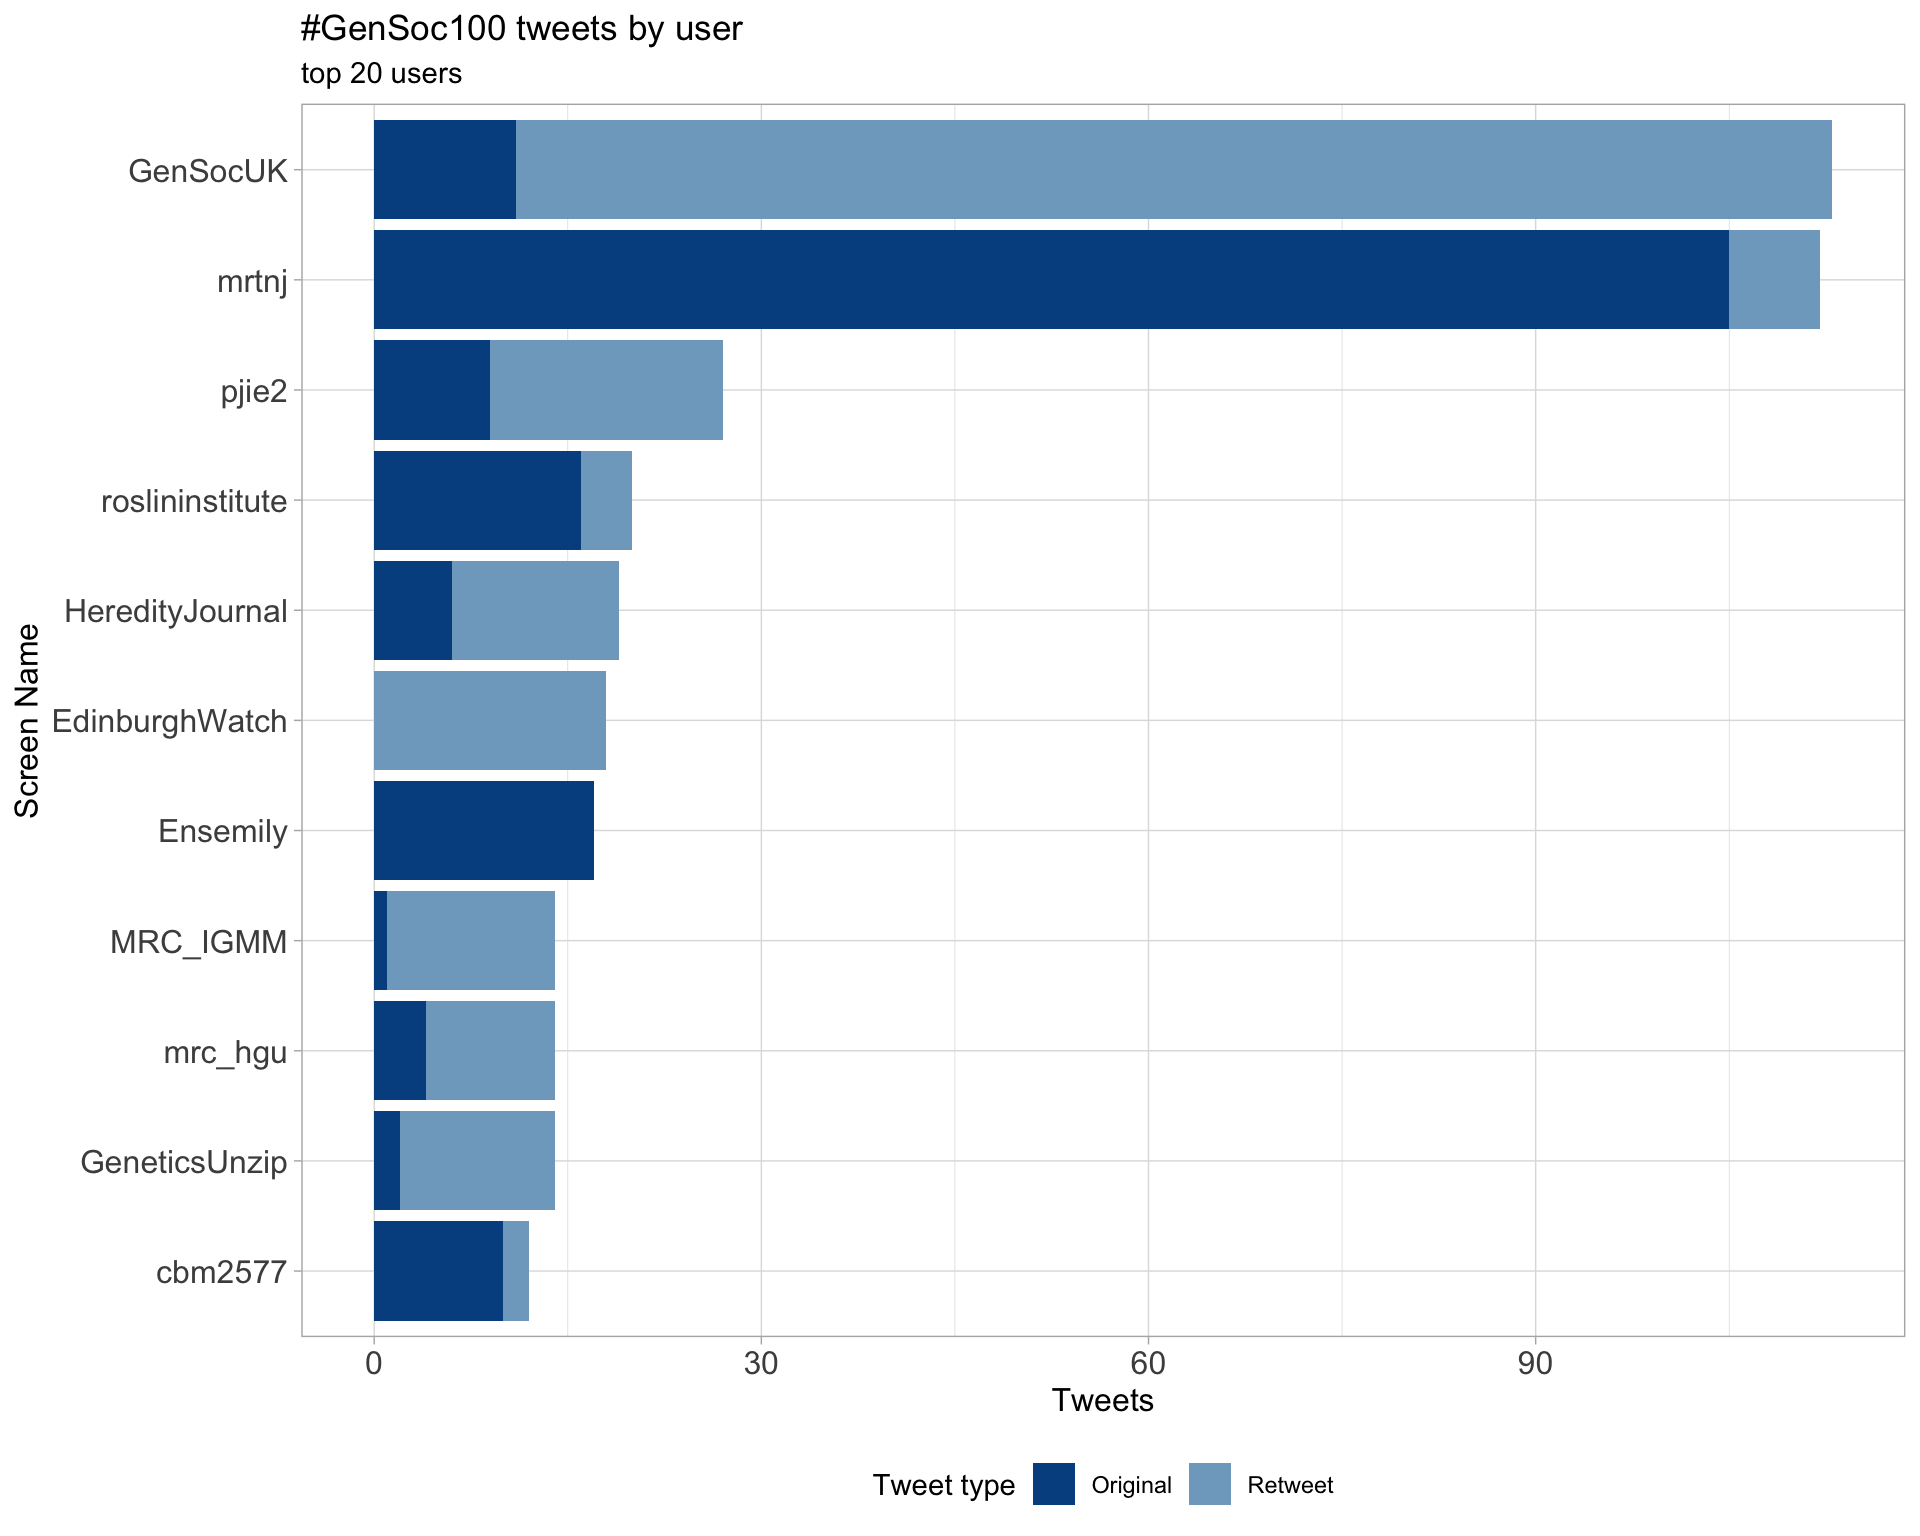 #GenSoc100 tweets by user
top 20 users
Screen Name
GenSocUK
mrtnj
pjie2
roslininstitute
HeredityJournal
EdinburghWatch
Ensemily
MRC_IGMM
mrc_hgu
GeneticsUnzip
cbm2577
0 30 60 90
Tweets
Tweet type Original Retweet